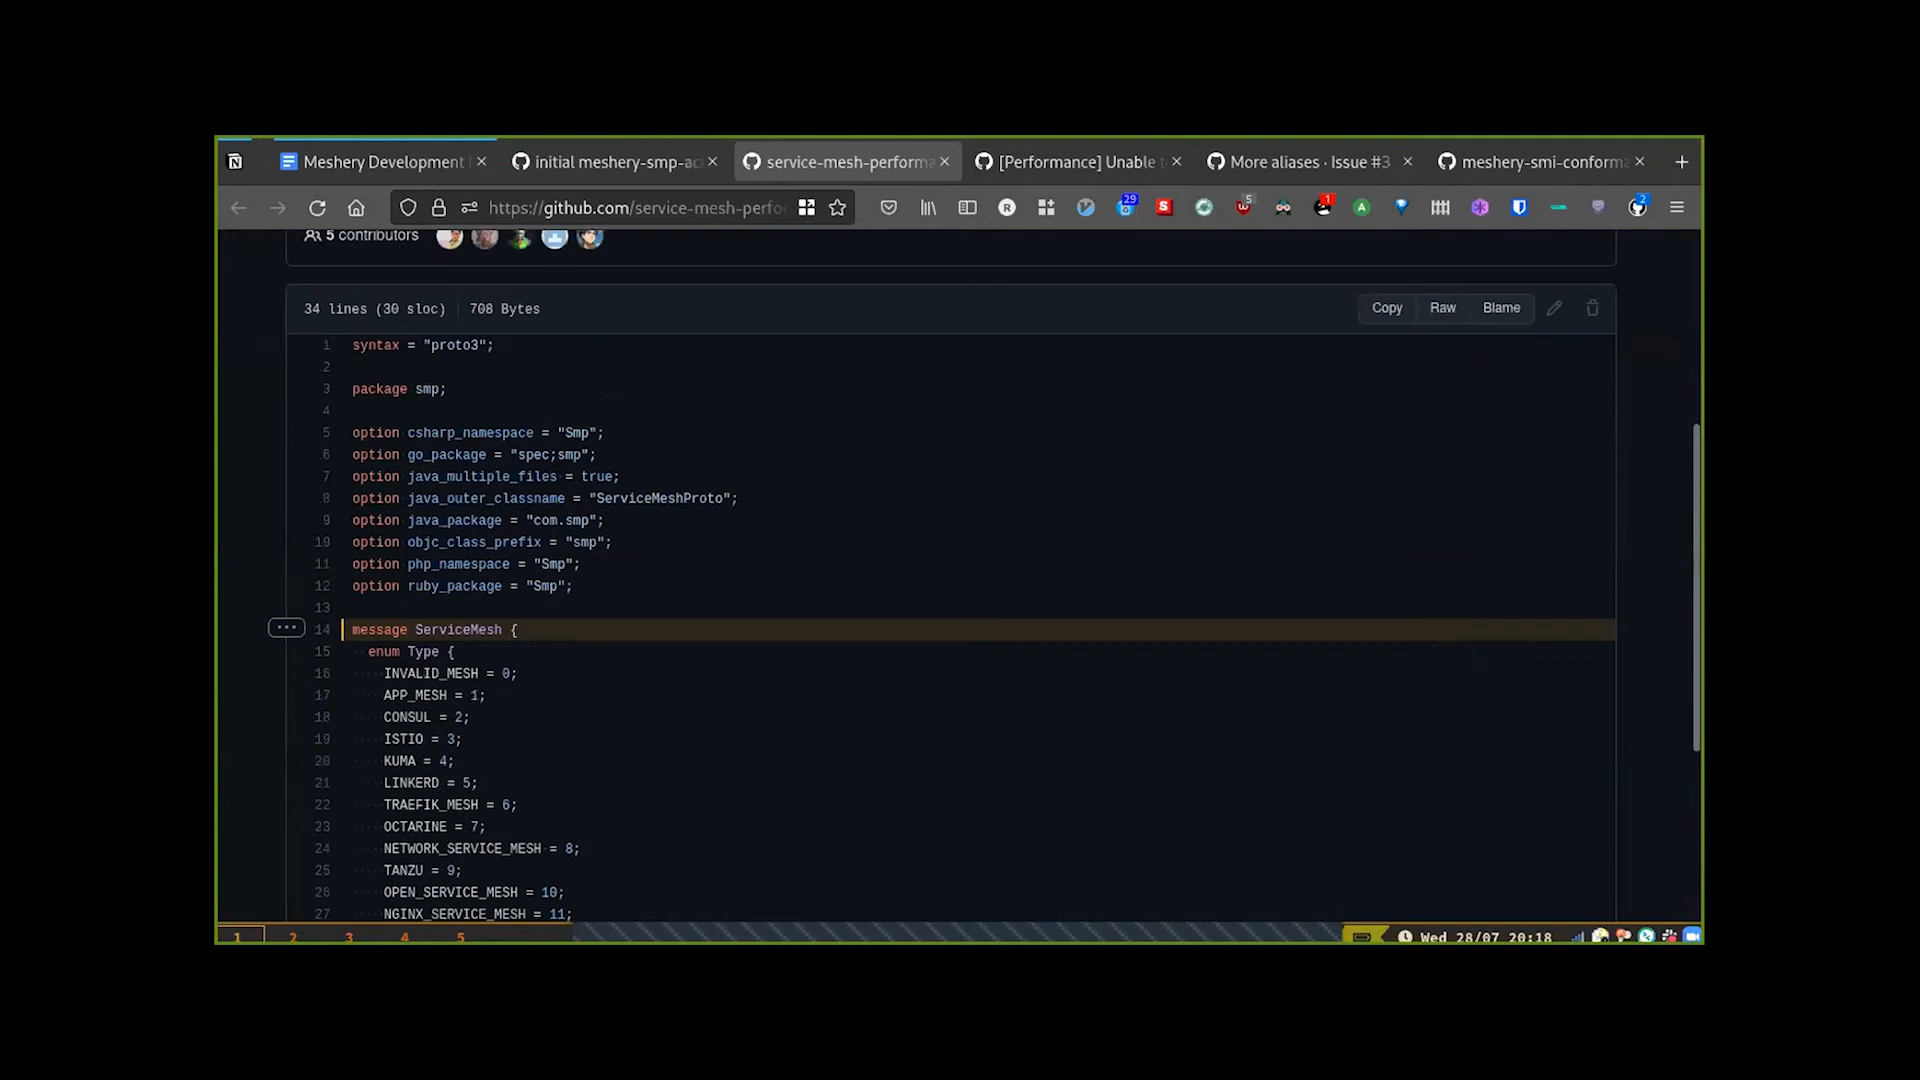 Meshery Development
initial meshery-smp-ac
service-mesh-performa
[Performance] Unable t
More aliases · Issue #3
meshery-smi-conforma
https://github.com/service-mesh-perfo
29
5
1
2
5 contributors
34 lines (30 sloc) 708 Bytes
Copy Raw Blame
1 syntax = "proto3";
2
3 package smp;
4
5 option csharp_namespace = "Smp";
6 option go_package = "spec;smp";
7 option java_multiple_files = true;
8 option java_outer_classname = "ServiceMeshProto";
9 option java_package = "com.smp";
10 option objc_class_prefix = "smp";
11 option php_namespace = "Smp";
12 option ruby_package = "Smp";
13
14 message ServiceMesh {
15 enum Type {
16 INVALID_MESH = 0;
17 APP_MESH = 1;
18 CONSUL = 2;
19 ISTIO = 3;
20 KUMA = 4;
21 LINKERD = 5;
22 TRAEFIK_MESH = 6;
23 OCTARINE = 7;
24 NETWORK_SERVICE_MESH = 8;
25 TANZU = 9;
26 OPEN_SERVICE_MESH = 10;
27 NGINX_SERVICE_MESH = 11;
1 2 3 4 5
Wed 28/07 20:18